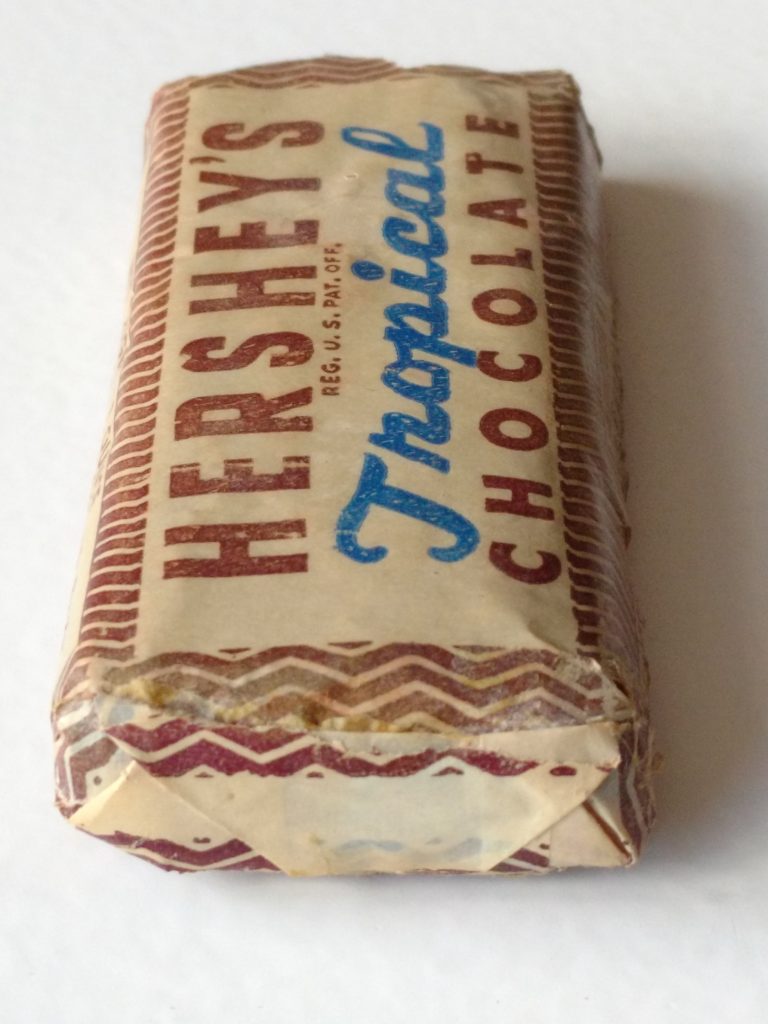 HERSHEY'S
REG. U.S. PAT. OFF.
Tropical
CHOCOLATE